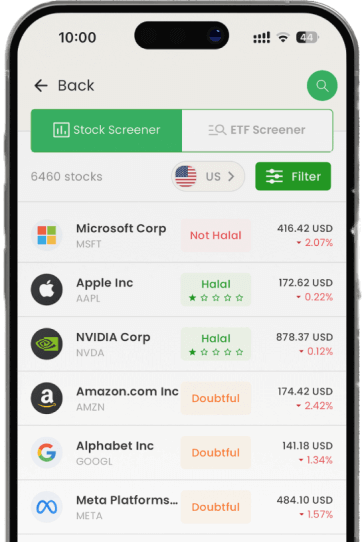 10:00
44
Back
Stock Screener
ETF Screener
6460 stocks
US
Filter
Microsoft Corp
MSFT
Not Halal
416.42 USD
2.07%
Apple Inc
AAPL
Halal
172.62 USD
0.22%
NVIDIA Corp
NVDA
Halal
878.37 USD
0.12%
Amazon.com Inc
AMZN
Doubtful
174.42 USD
2.42%
Alphabet Inc
GOOGL
Doubtful
141.18 USD
1.34%
Meta Platforms...
META
Doubtful
484.10 USD
1.57%